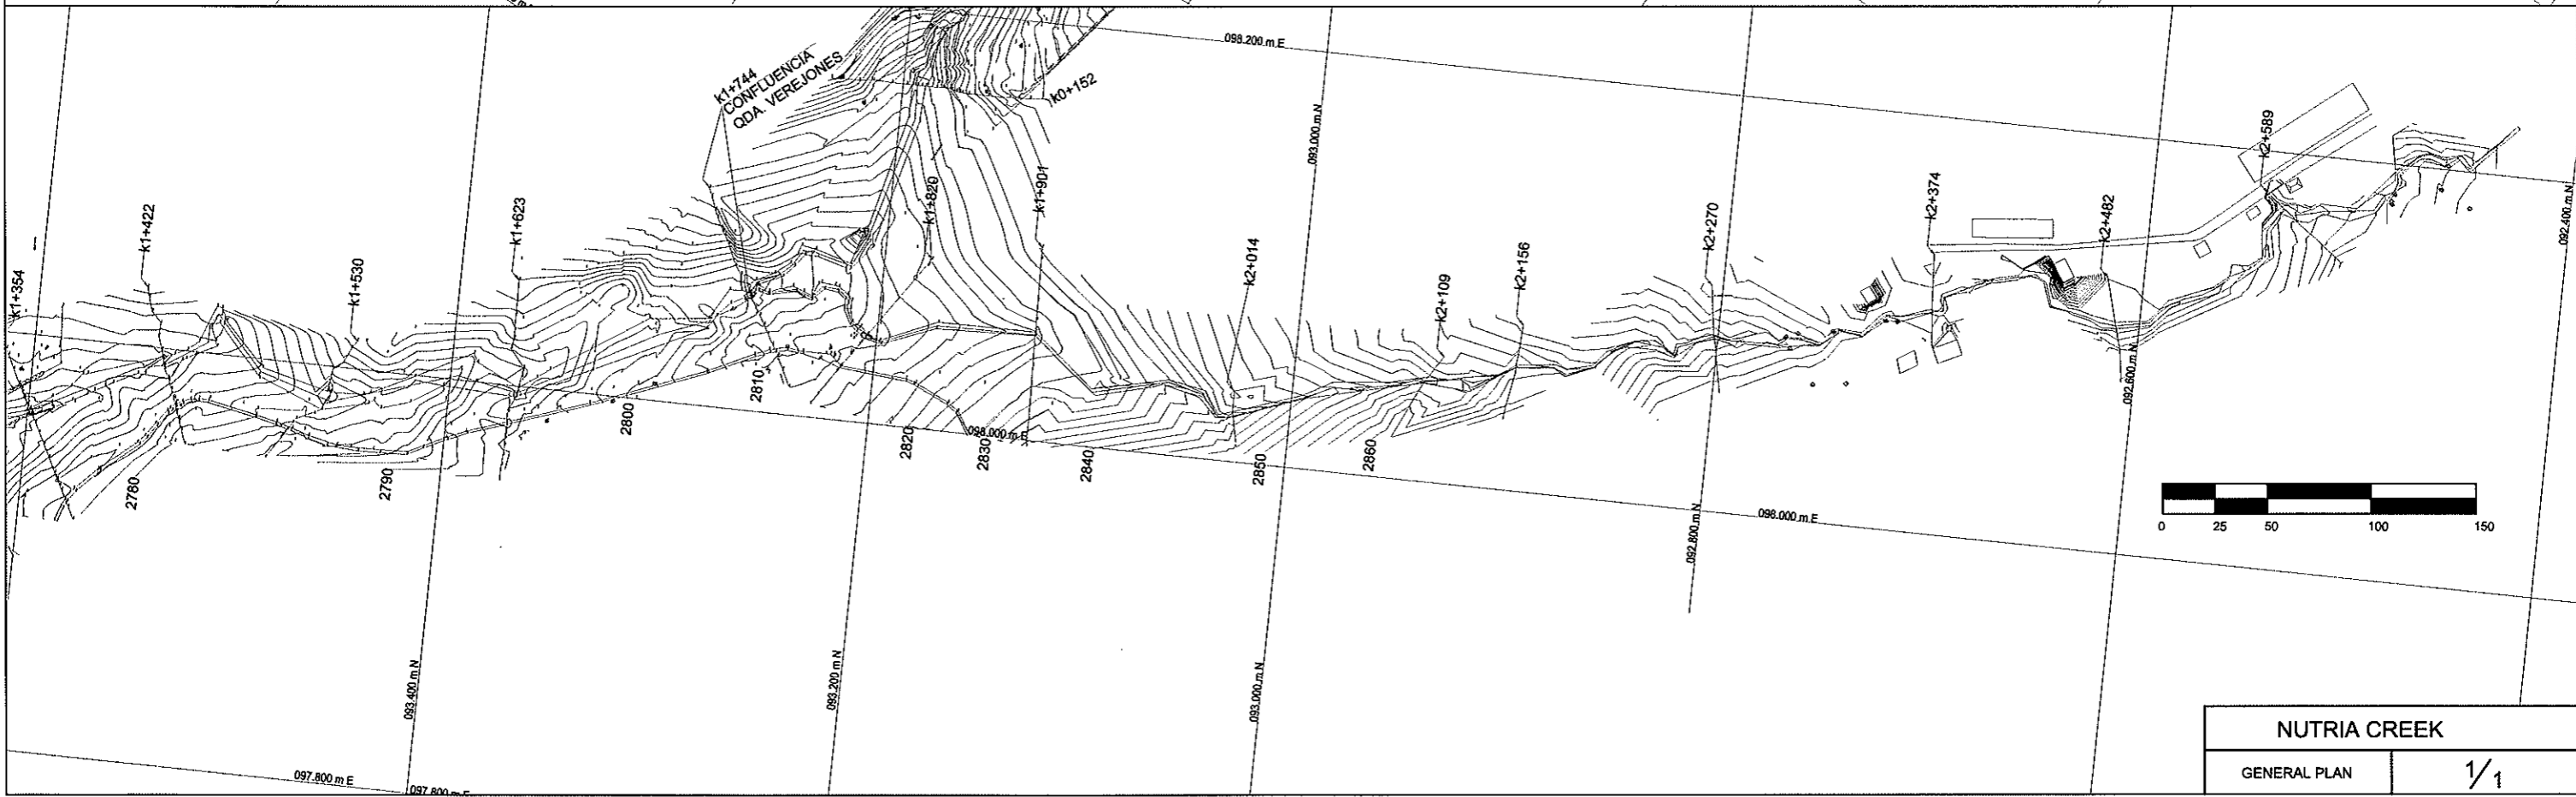 098.200 m E
k1+744
CONFLUENCIA
QDA. VEREJONES
k0+152
093.000 m N
k2+589
k1+354
k1+422
k1+530
k1+623
k1+820
k1+901
k2+014
k2+109
k2+156
k2+270
k2+374
k2+482
092.400 m N
2780
2790
2800
2810
2820
2830
2840
2850
2860
098.000 m E
092.600 m N
098.000 m E
092.800 m N
0 25 50 100 150
093.400 m N
093.200 m N
093.000 m N
097.800 m E
097.800 m E
NUTRIA CREEK
GENERAL PLAN
1/1